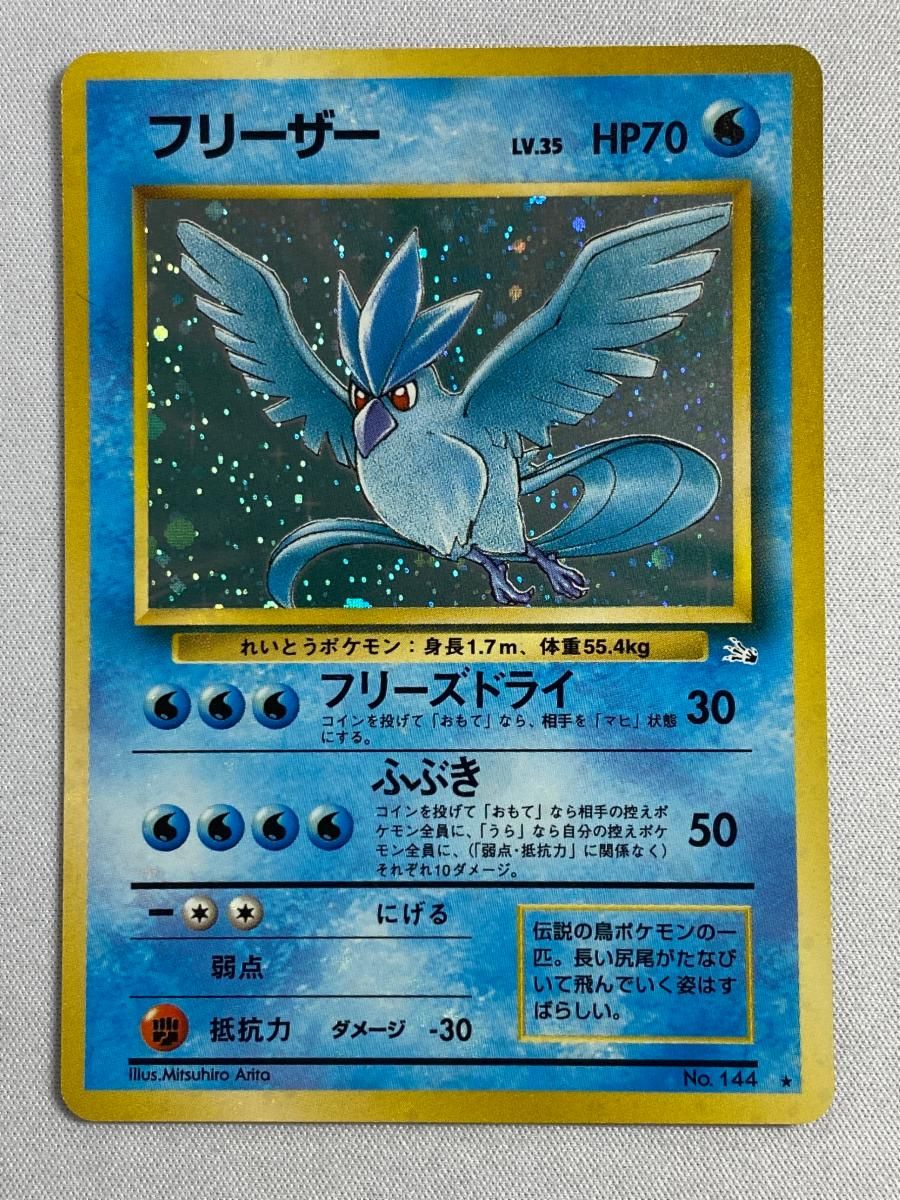 フリーザー LV.35 HP70
れいとうポケモン：身長1.7m、体重55.4kg
フリーズドライ 30
コインを投げて「おもて」なら、相手を「マヒ」状態
にする。
ふぶき 50
コインを投げて「おもて」なら相手の控えポ
ケモン全員に、「うら」なら自分の控えポケ
モン全員に、（「弱点・抵抗力」に関係なく）
それぞれ10ダメージ。
にげる
弱点
抵抗力 ダメージ -30
伝説の鳥ポケモンの一
匹。長い尻尾がたなび
いて飛んでいく姿はす
ばらしい。
Illus.Mitsuhiro Arita No. 144 ★